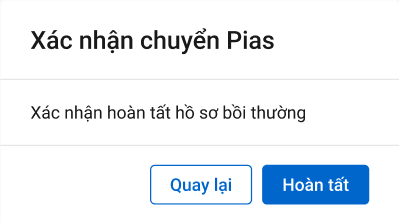 Xác nhận chuyển Pias
Xác nhận hoàn tất hồ sơ bồi thường
Quay lại
Hoàn tất